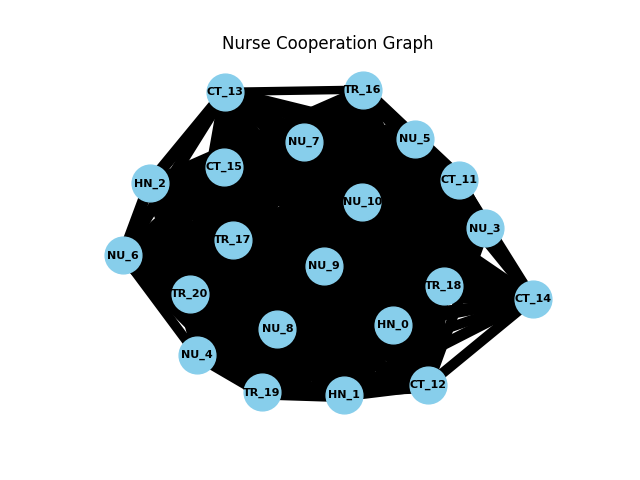 Nurse Cooperation Graph
CT_13
TR_16
NU_5
NU_7
CT_15
CT_11
HN_2
NU_10
NU_3
TR_17
NU_6
NU_9
TR_18
TR_20
CT_14
HN_0
NU_8
NU_4
CT_12
TR_19
HN_1